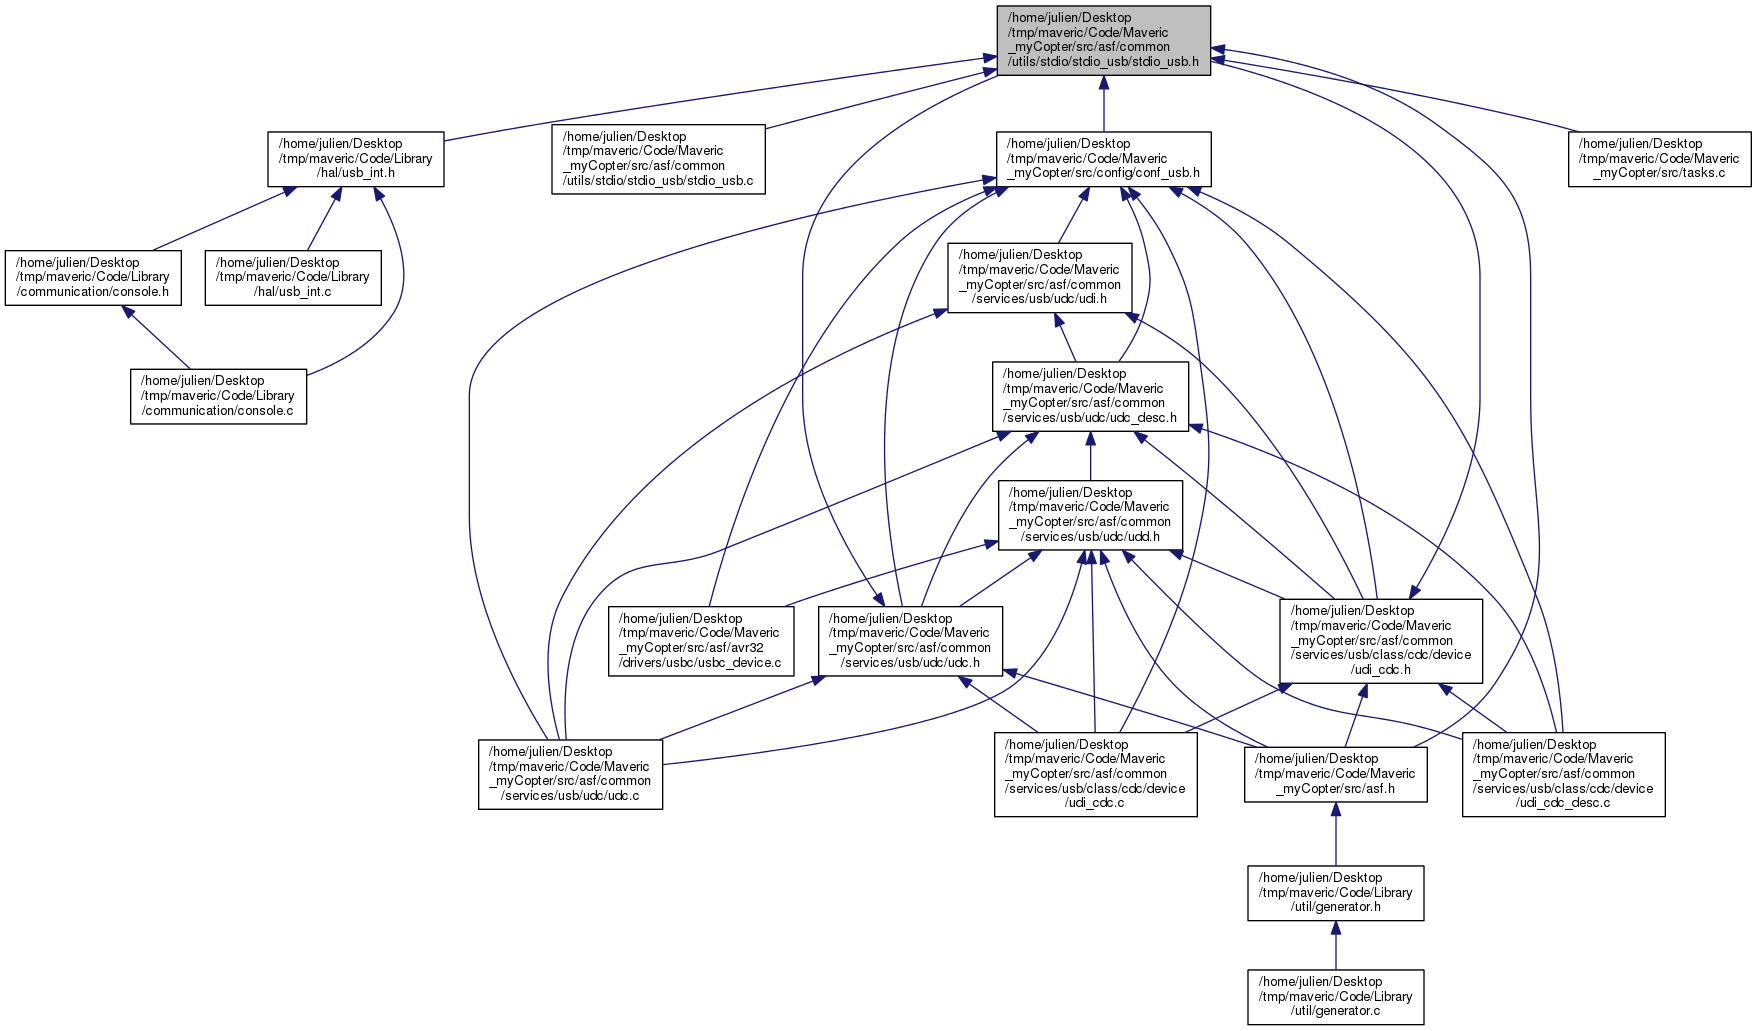 /home/julien/Desktop
/tmp/maveric/Code/Maveric
_myCopter/src/asf/common
/utils/stdio/stdio_usb/stdio_usb.h
/home/julien/Desktop
/tmp/maveric/Code/Library
/hal/usb_int.h
/home/julien/Desktop
/tmp/maveric/Code/Maveric
_myCopter/src/asf/common
/utils/stdio/stdio_usb/stdio_usb.c
/home/julien/Desktop
/tmp/maveric/Code/Maveric
_myCopter/src/config/conf_usb.h
/home/julien/Desktop
/tmp/maveric/Code/Maveric
_myCopter/src/tasks.c
/home/julien/Desktop
/tmp/maveric/Code/Library
/communication/console.h
/home/julien/Desktop
/tmp/maveric/Code/Library
/hal/usb_int.c
/home/julien/Desktop
/tmp/maveric/Code/Maveric
_myCopter/src/asf/common
/services/usb/udc/udi.h
/home/julien/Desktop
/tmp/maveric/Code/Library
/communication/console.c
/home/julien/Desktop
/tmp/maveric/Code/Maveric
_myCopter/src/asf/common
/services/usb/udc/udc_desc.h
/home/julien/Desktop
/tmp/maveric/Code/Maveric
_myCopter/src/asf/common
/services/usb/udc/udd.h
/home/julien/Desktop
/tmp/maveric/Code/Maveric
_myCopter/src/asf/avr32
/drivers/usbc/usbc_device.c
/home/julien/Desktop
/tmp/maveric/Code/Maveric
_myCopter/src/asf/common
/services/usb/udc/udc.h
/home/julien/Desktop
/tmp/maveric/Code/Maveric
_myCopter/src/asf/common
/services/usb/class/cdc/device
/udi_cdc.h
/home/julien/Desktop
/tmp/maveric/Code/Maveric
_myCopter/src/asf/common
/services/usb/udc/udc.c
/home/julien/Desktop
/tmp/maveric/Code/Maveric
_myCopter/src/asf/common
/services/usb/class/cdc/device
/udi_cdc.c
/home/julien/Desktop
/tmp/maveric/Code/Maveric
_myCopter/src/asf.h
/home/julien/Desktop
/tmp/maveric/Code/Maveric
_myCopter/src/asf/common
/services/usb/class/cdc/device
/udi_cdc_desc.c
/home/julien/Desktop
/tmp/maveric/Code/Library
/util/generator.h
/home/julien/Desktop
/tmp/maveric/Code/Library
/util/generator.c